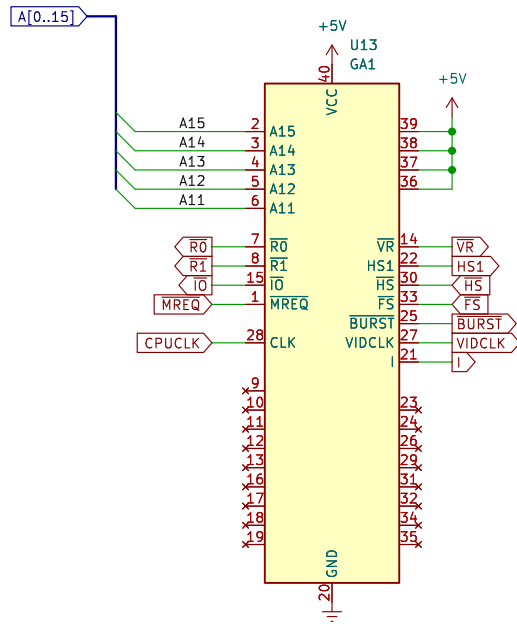 A[0..15]
+5V
U13
GA1
+5V
40
VCC
A15 2 A15
A14 3 A14
A13 4 A13
A12 5 A12
A11 6 A11
39
38
37
36
R0 7 R0
R1 8 R1
IO 15 IO
MREQ 1 MREQ
CPUCLK 28 CLK
VR 14 VR
HS1 22 HS1
HS 30 HS
FS 33 FS
BURST 25 BURST
VIDCLK 27 VIDCLK
I 21 I
9
10
11
12
13
16
17
18
19
23
24
26
29
31
32
34
35
GND
20